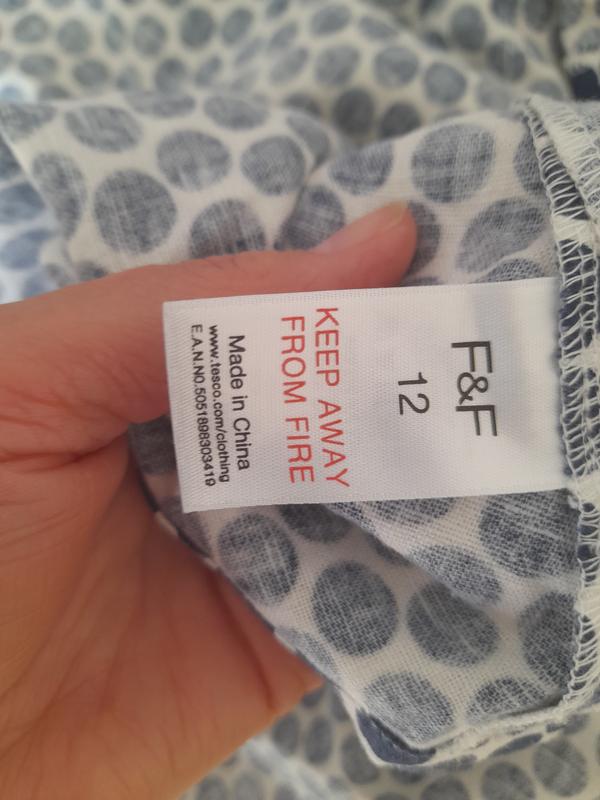 F&F
12
KEEP AWAY
FROM FIRE
Made in China
www.tesco.com/clothing
E.A.N.NO.5051898303419